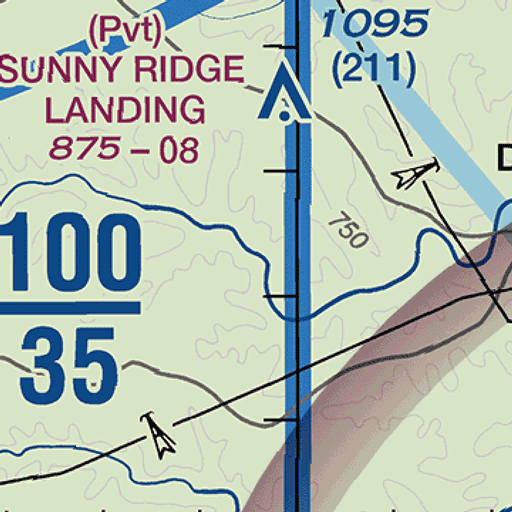 (Pvt)
SUNNY RIDGE
LANDING
875 – 08
1095
(211)
D
750
100
35